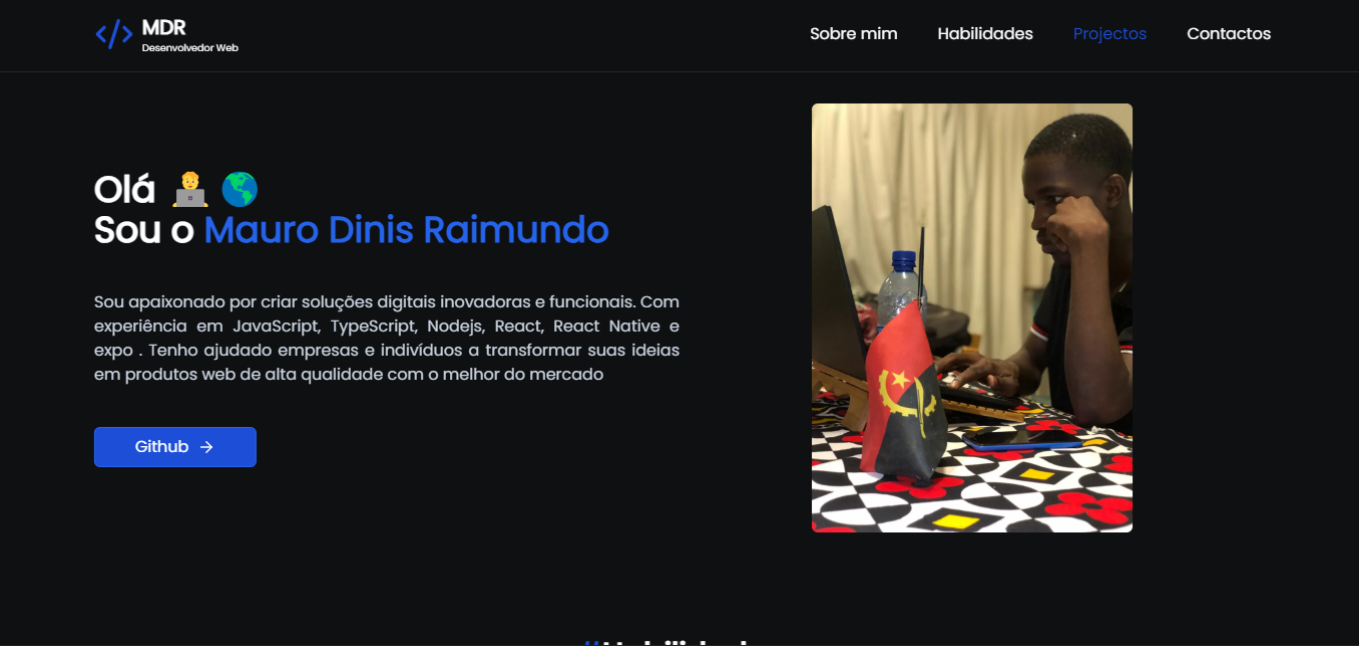 MDR
Desenvolvedor Web
Sobre mim
Habilidades
Projectos
Contactos
Olá
Sou o Mauro Dinis Raimundo
Sou apaixonado por criar soluções digitais inovadoras e funcionais. Com
experiência em JavaScript, TypeScript, Nodejs, React, React Native e
expo . Tenho ajudado empresas e indivíduos a transformar suas ideias
em produtos web de alta qualidade com o melhor do mercado
Github